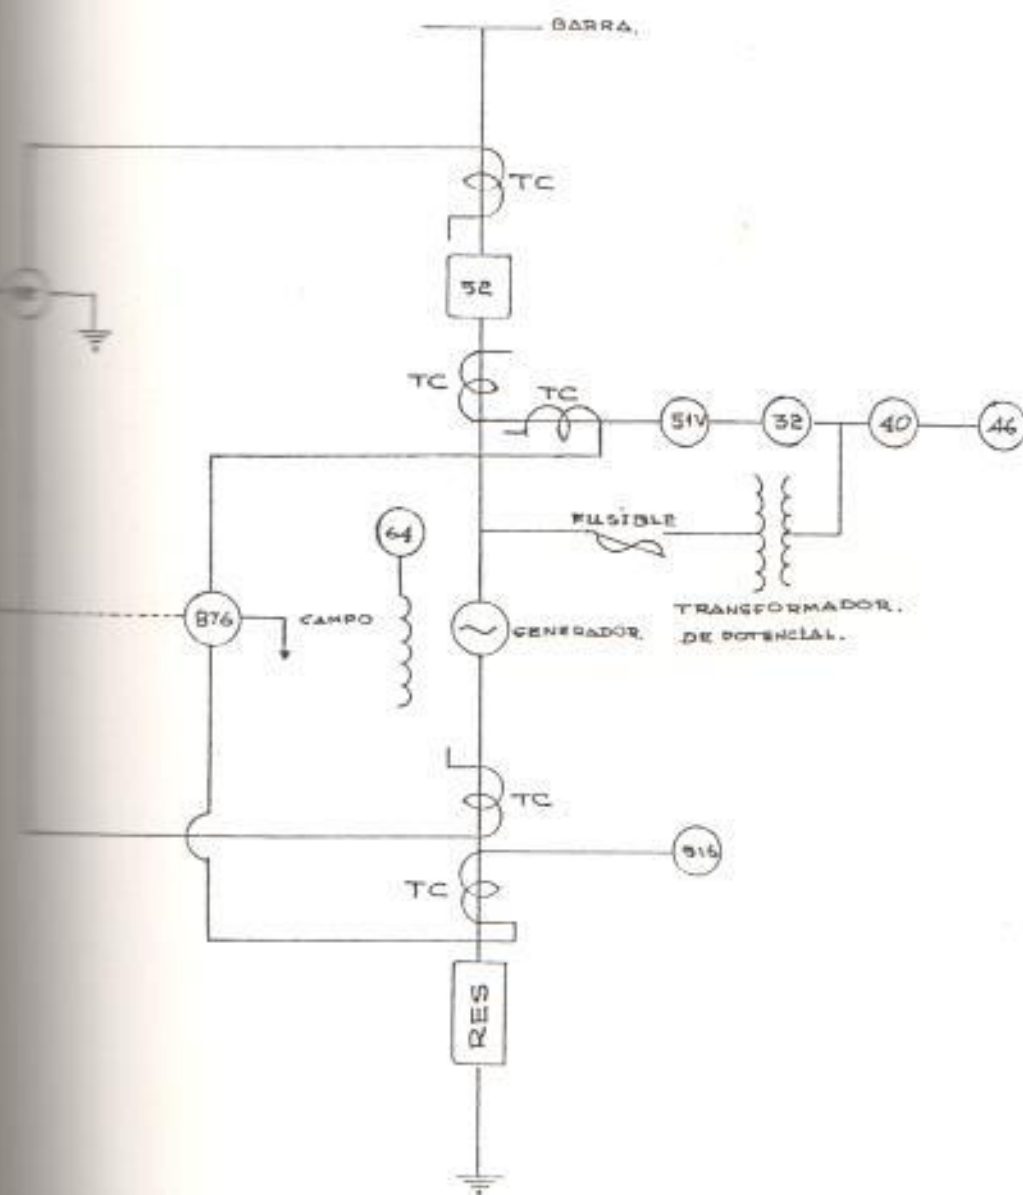 BARRA.
TC
52
TC
TC
51V
32
40
46
FUSIBLE
64
876
CAMPO
GENERADOR.
TRANSFORMADOR.
DE POTENCIAL.
TC
516
TC
RES